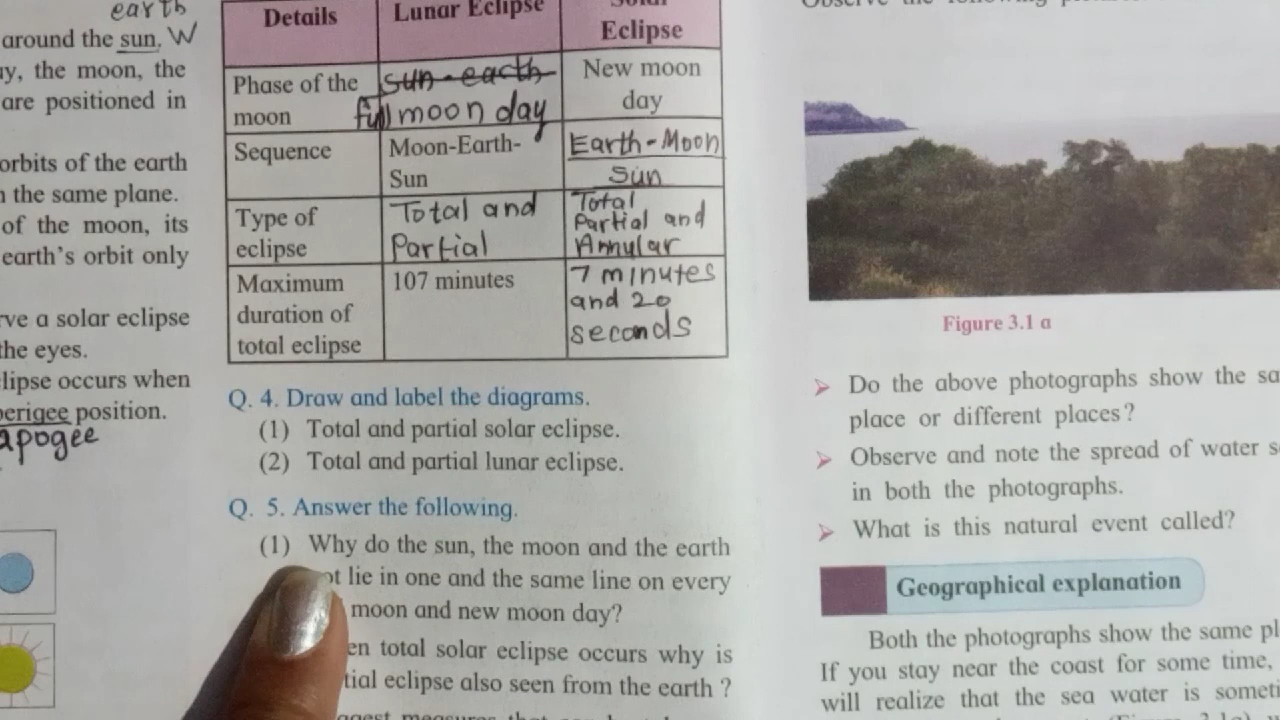 earth
around the sun. W
y, the moon, the
are positioned in
orbits of the earth
the same plane.
of the moon, its
earth's orbit only
ve a solar eclipse
the eyes.
lipse occurs when
perigee position.
apogee
Details
Lunar Eclipse
Solar
Eclipse
Phase of the
moon
sun-earth
full moon day
New moon
day
Sequence
Moon-Earth-
Sun
Earth-Moon
Sun
Type of
eclipse
Total and
Partial
Total
Partial and
Annular
Maximum
duration of
total eclipse
107 minutes
7 minutes
and 20
seconds
Q. 4. Draw and label the diagrams.
(1) Total and partial solar eclipse.
(2) Total and partial lunar eclipse.
Q. 5. Answer the following.
(1) Why do the sun, the moon and the earth
ot lie in one and the same line on every
moon and new moon day?
en total solar eclipse occurs why is
tial eclipse also seen from the earth ?
Observe the following
Figure 3.1 a
➤ Do the above photographs show the sa
place or different places?
➤ Observe and note the spread of water s
in both the photographs.
➤ What is this natural event called?
Geographical explanation
Both the photographs show the same pl
If you stay near the coast for some time,
will realize that the sea water is someti